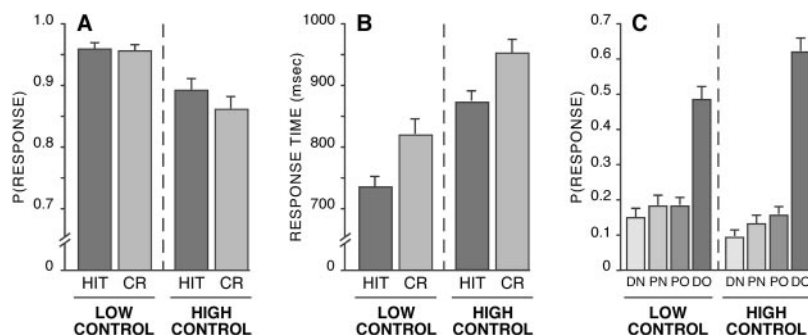 A
P(RESPONSE)
1.0
0.9
0.8
0.7
0
HIT CR HIT CR
LOW CONTROL
HIGH CONTROL
B
RESPONSE TIME (msec)
1000
900
800
700
0
HIT CR HIT CR
LOW CONTROL
HIGH CONTROL
C
P(RESPONSE)
0.7
0.6
0.5
0.4
0.3
0.2
0.1
0
DN PN PO DO DN PN PO DO
LOW CONTROL
HIGH CONTROL